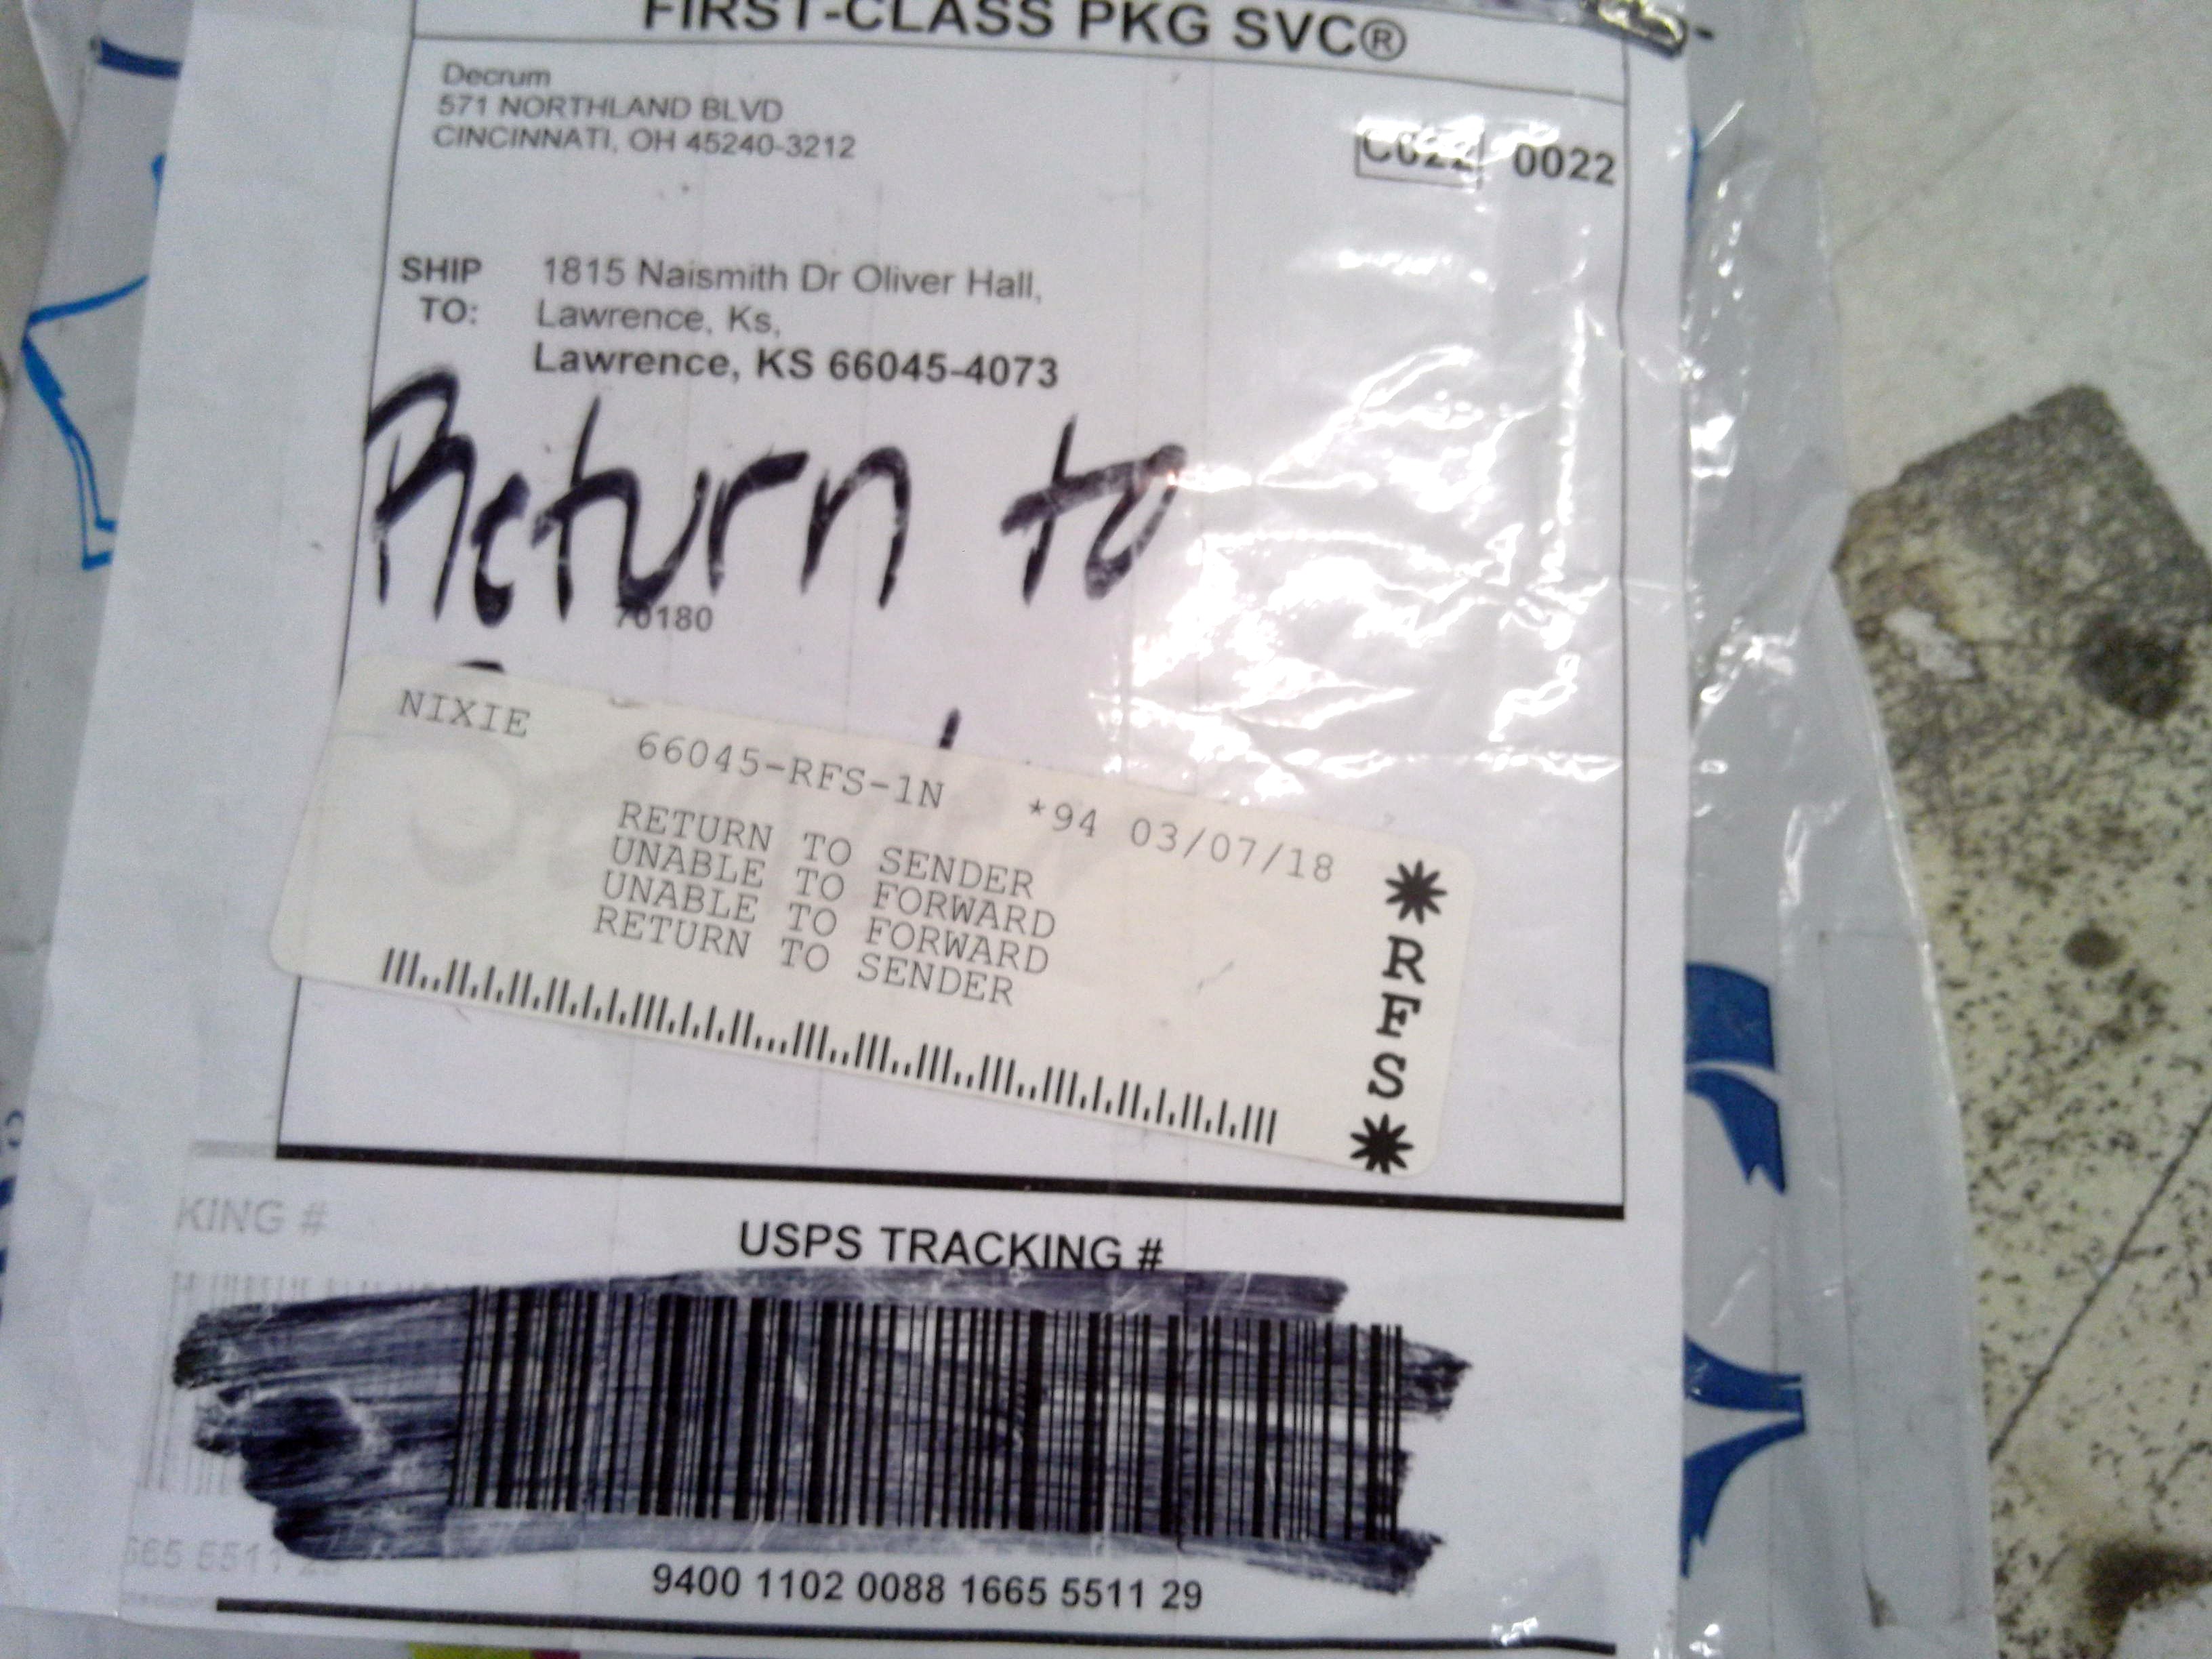 FIRST-CLASS PKG SVC®
Decrum
571 NORTHLAND BLVD
CINCINNATI, OH 45240-3212
C022 0022
SHIP TO:
1815 Naismith Dr Oliver Hall,
Lawrence, Ks,
Lawrence, KS 66045-4073
Return to
70180
NIXIE 66045-RFS-1N *94 03/07/18
RETURN TO SENDER
UNABLE TO FORWARD
UNABLE TO FORWARD
RETURN TO SENDER
*RFS*
KING #
USPS TRACKING #
9400 1102 0088 1665 5511 29